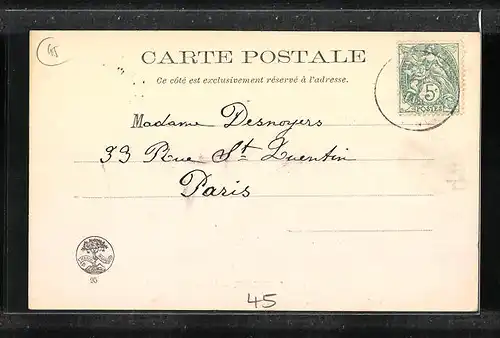 45
CARTE POSTALE
Ce côté est exclusivement réservé à l'adresse.
5c
POSTES
Madame Desnoyers
33 Rue St Quentin
Paris
95
45